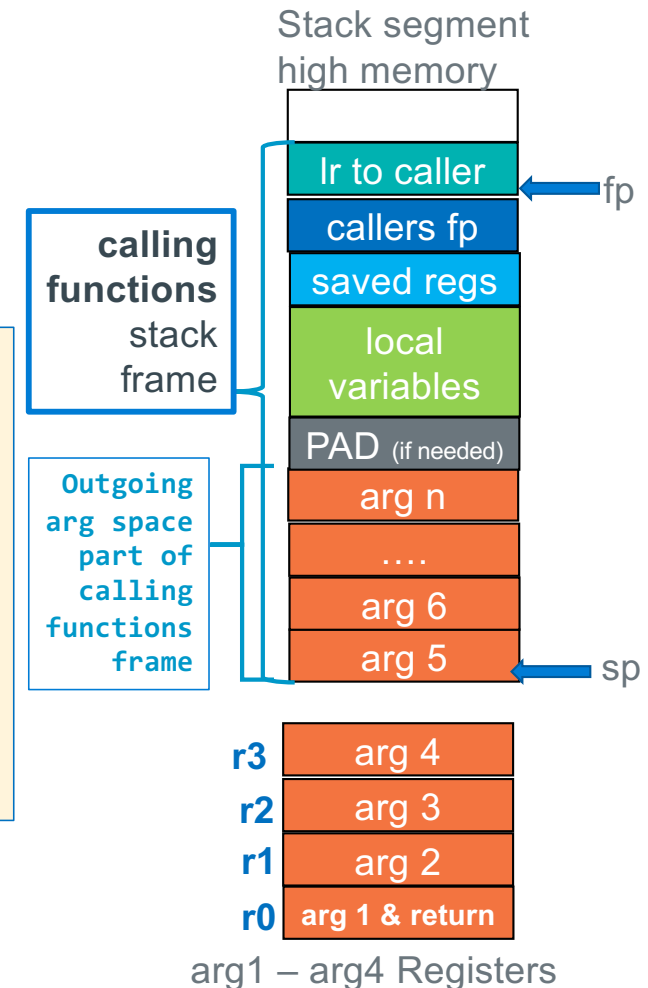 Stack segment
high memory
lr to caller
fp
callers fp
calling
functions
stack
frame
saved regs
local
variables
PAD (if needed)
Outgoing
arg space
part of
calling
functions
frame
arg n
....
arg 6
arg 5
sp
r3 arg 4
r2 arg 3
r1 arg 2
r0 arg 1 & return
arg1 – arg4 Registers